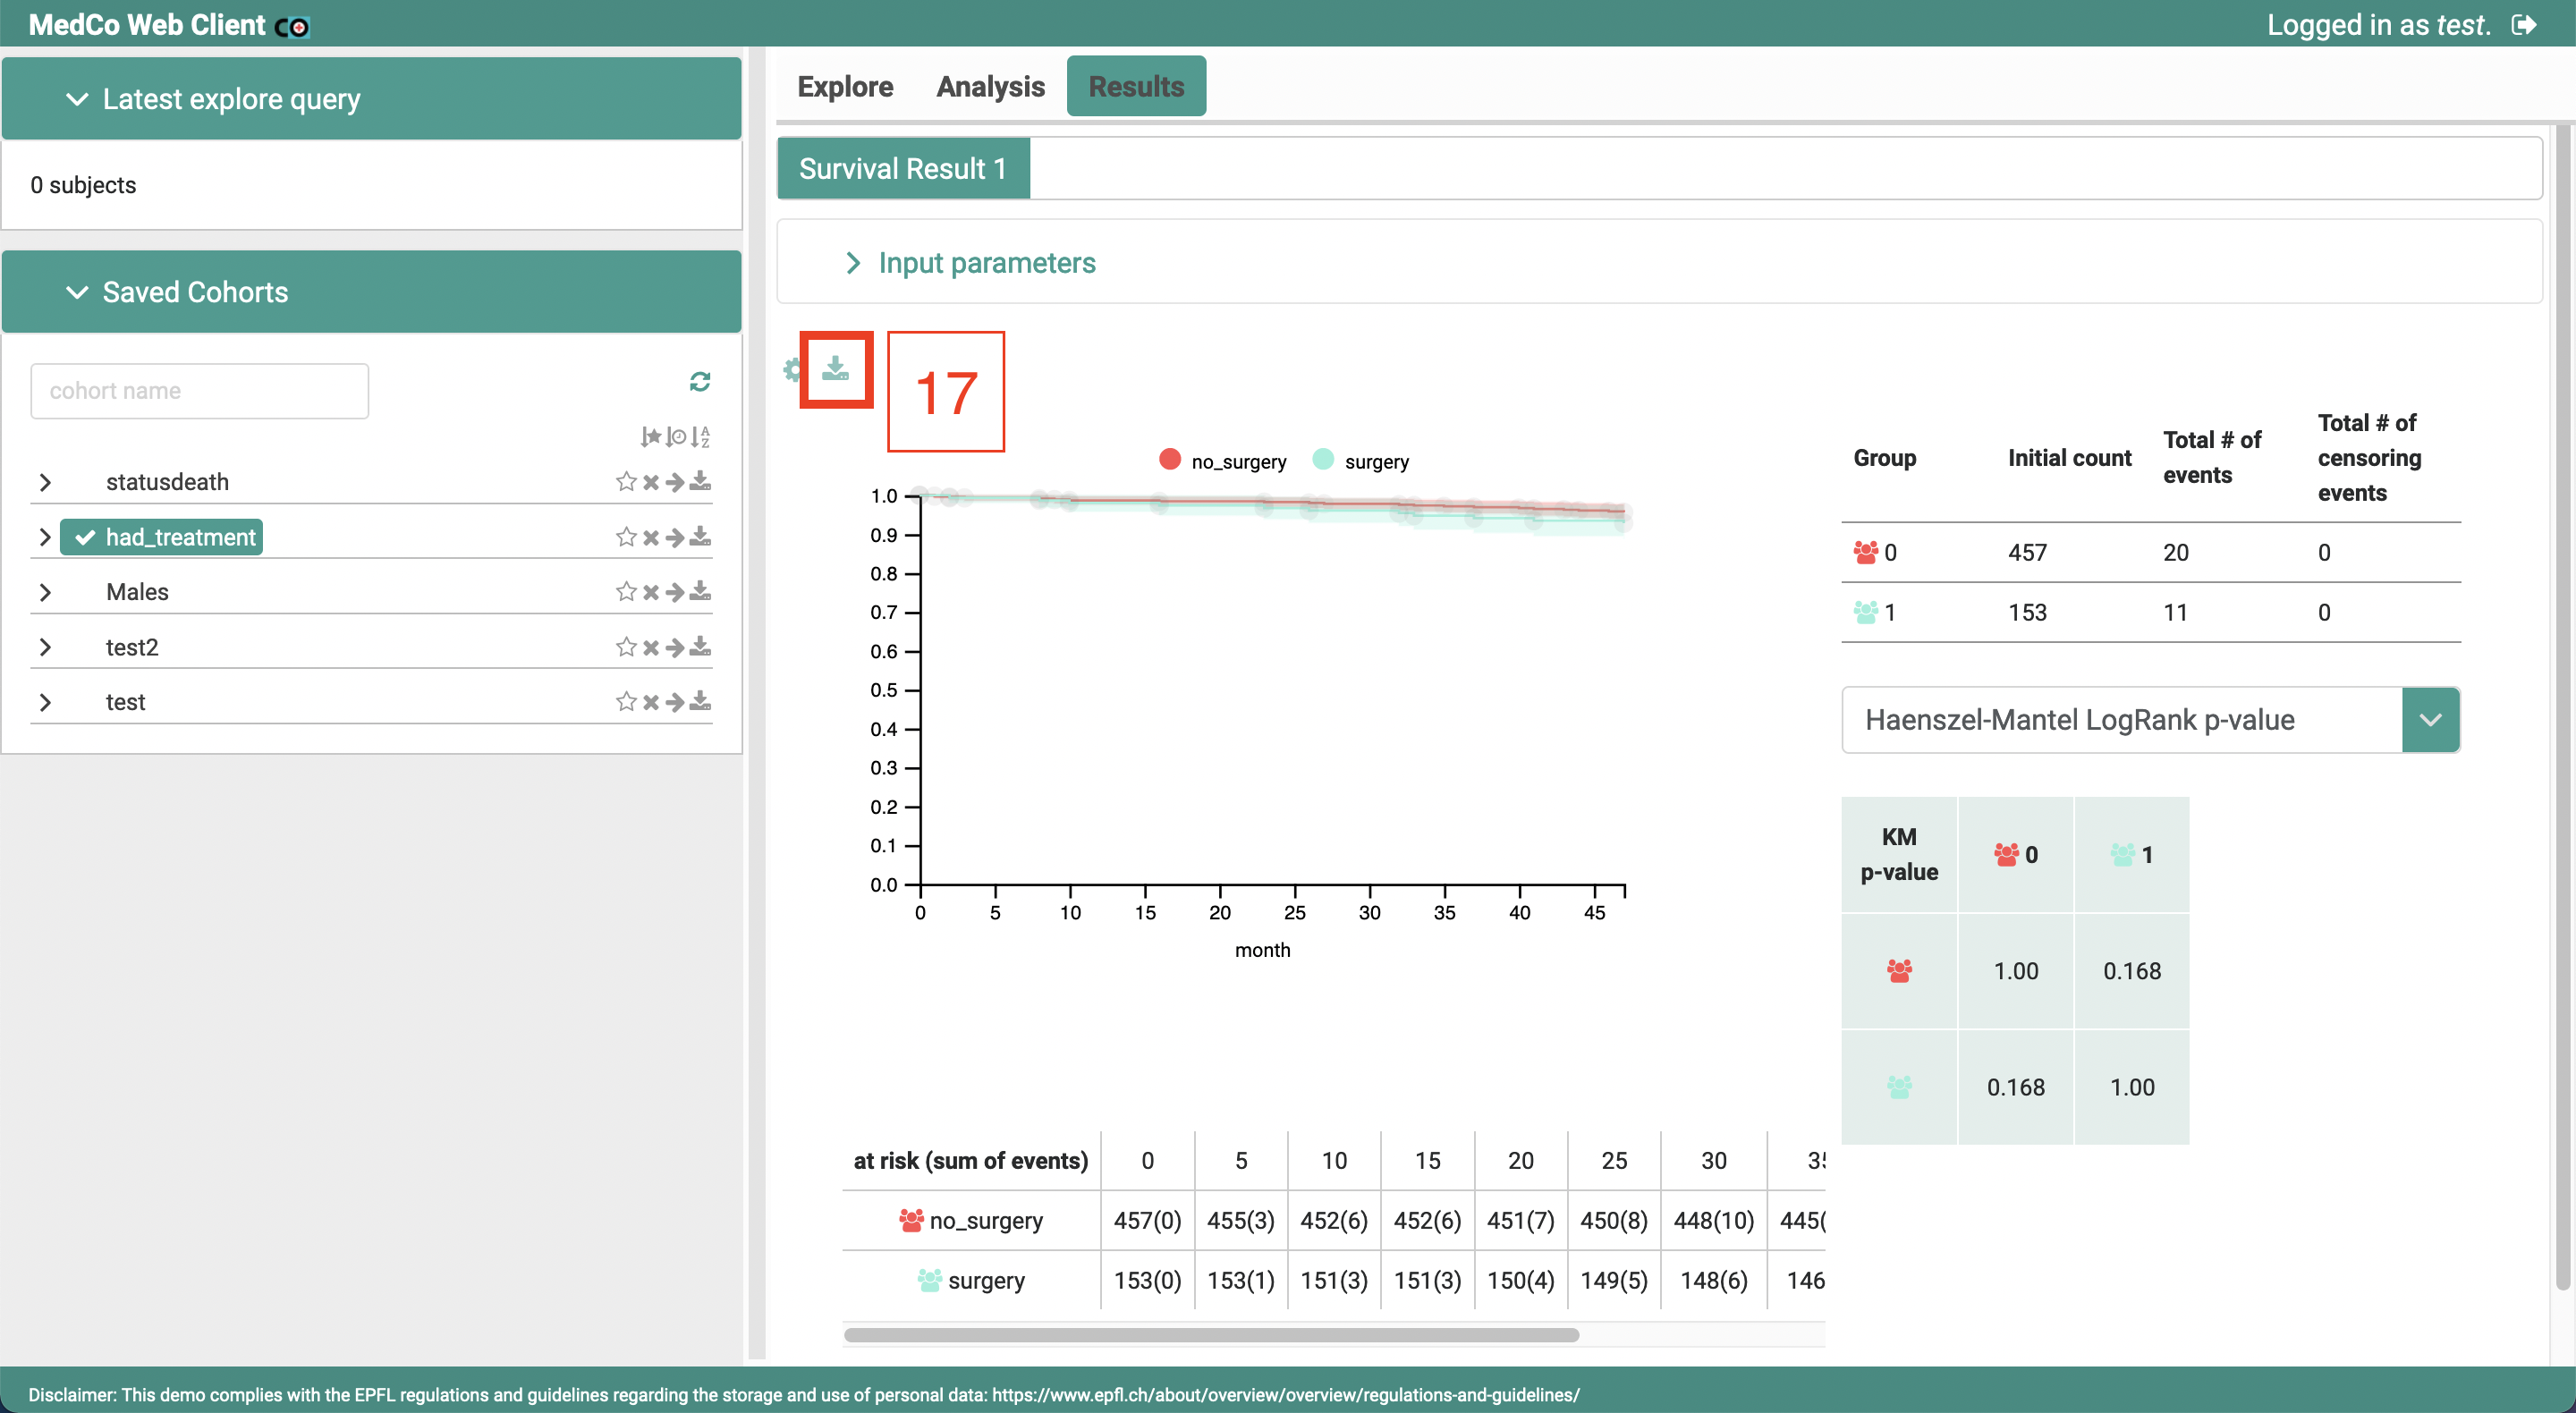 MedCo Web Client
Logged in as test.
Latest explore query
0 subjects
Saved Cohorts
cohort name
A
Z
statusdeath
had_treatment
Males
test2
test
Explore Analysis Results
Survival Result 1
Input parameters
17
no_surgery surgery
1.0
0.9
0.8
0.7
0.6
0.5
0.4
0.3
0.2
0.1
0.0
0 5 10 15 20 25 30 35 40 45
month
Group Initial count Total # of events Total # of censoring events
0 457 20 0
1 153 11 0
Haenszel-Mantel LogRank p-value
KM p-value 0 1
1.00 0.168
0.168 1.00
at risk (sum of events) 0 5 10 15 20 25 30
no_surgery 457(0) 455(3) 452(6) 452(6) 451(7) 450(8) 448(10) 445(
surgery 153(0) 153(1) 151(3) 151(3) 150(4) 149(5) 148(6) 146
Disclaimer: This demo complies with the EPFL regulations and guidelines regarding the storage and use of personal data: https://www.epfl.ch/about/overview/overview/regulations-and-guidelines/